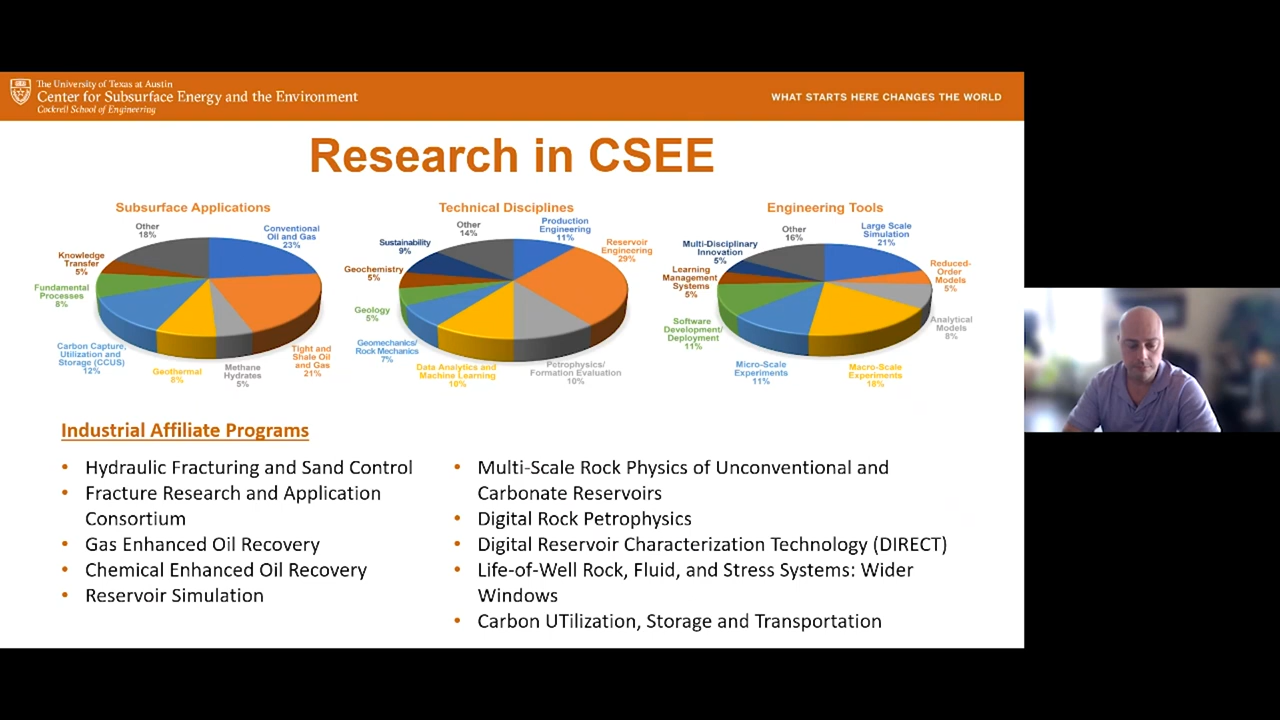 The University of Texas at Austin
Center for Subsurface Energy and the Environment
Cockrell School of Engineering
WHAT STARTS HERE CHANGES THE WORLD
Research in CSEE
Subsurface Applications
Other
18%
Conventional
Oil and Gas
23%
Knowledge
Transfer
5%
Fundamental
Processes
8%
Carbon Capture,
Utilization and
Storage (CCUS)
12%
Geothermal
8%
Methane
Hydrates
5%
Tight and
Shale Oil
and Gas
21%
Technical Disciplines
Other
14%
Production
Engineering
11%
Sustainability
9%
Reservoir
Engineering
29%
Geochemistry
5%
Geology
5%
Geomechanics/
Rock Mechanics
7%
Data Analytics and
Machine Learning
10%
Petrophysics/
Formation Evaluation
10%
Engineering Tools
Other
16%
Large Scale
Simulation
21%
Multi-Disciplinary
Innovation
5%
Reduced-
Order
Models
5%
Learning
Management
Systems
5%
Analytical
Models
8%
Software
Development/
Deployment
11%
Micro-Scale
Experiments
11%
Macro-Scale
Experiments
18%
Industrial Affiliate Programs
• Hydraulic Fracturing and Sand Control
• Fracture Research and Application
Consortium
• Gas Enhanced Oil Recovery
• Chemical Enhanced Oil Recovery
• Reservoir Simulation
• Multi-Scale Rock Physics of Unconventional and
Carbonate Reservoirs
• Digital Rock Petrophysics
• Digital Reservoir Characterization Technology (DIRECT)
• Life-of-Well Rock, Fluid, and Stress Systems: Wider
Windows
• Carbon UTilization, Storage and Transportation